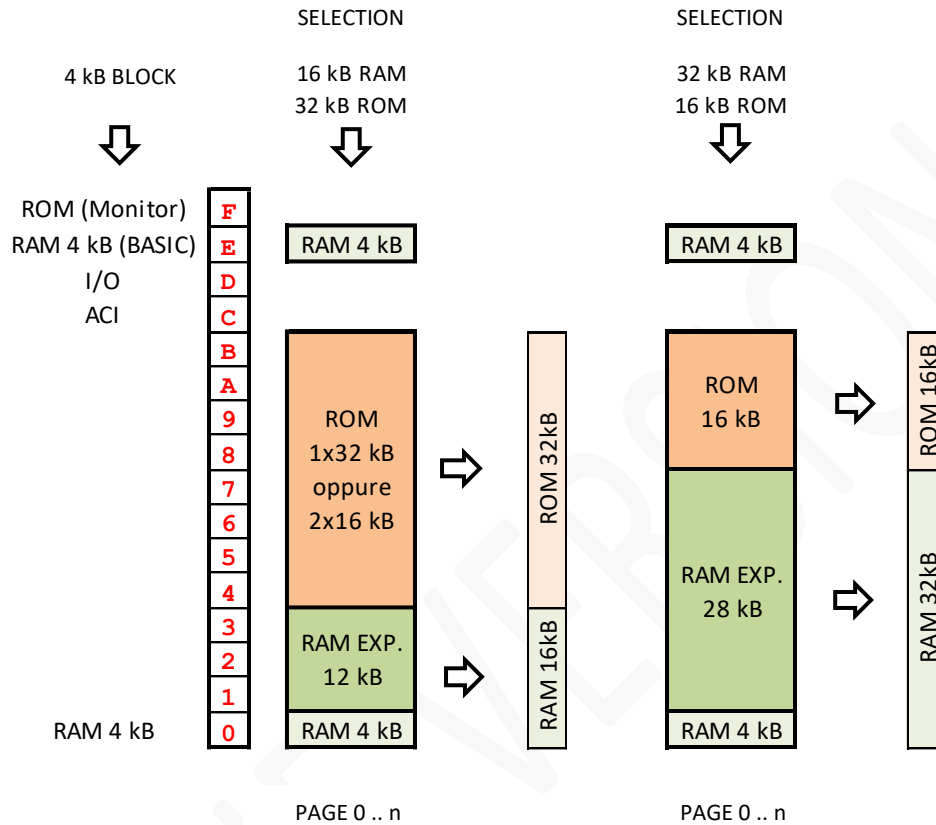 SELECTION
SELECTION
4 kB BLOCK
16 kB RAM
32 kB ROM
32 kB RAM
16 kB ROM
ROM (Monitor)
RAM 4 kB (BASIC)
I/O
ACI
RAM 4 kB
F
E
D
C
B
A
9
8
7
6
5
4
3
2
1
0
RAM 4 kB
ROM
1x32 kB
oppure
2x16 kB
RAM EXP.
12 kB
RAM 4 kB
ROM 32kB
RAM 16kB
RAM 4 kB
ROM
16 kB
RAM EXP.
28 kB
RAM 4 kB
ROM 16kB
RAM 32kB
PAGE 0 .. n
PAGE 0 .. n
VERSION